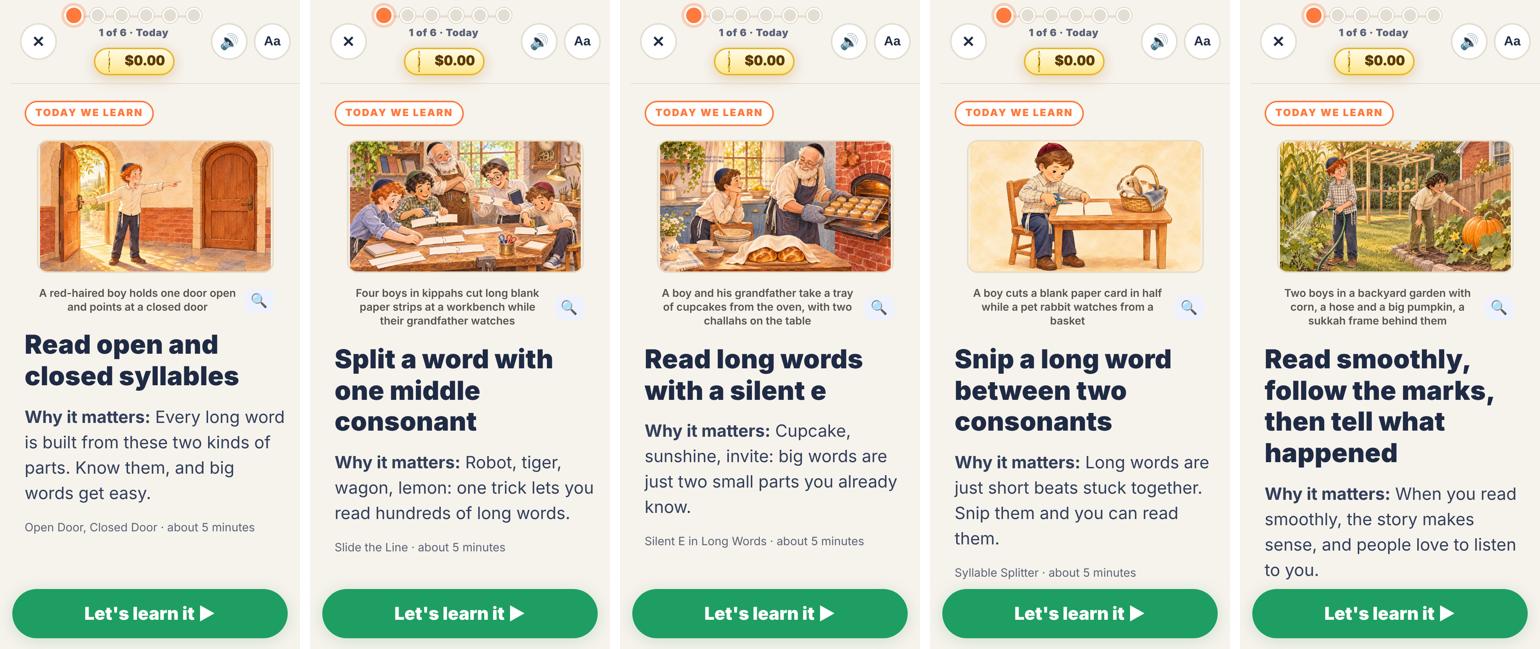 1 of 6 · Today
Aa
$0.00
TODAY WE LEARN
A red-haired boy holds one door open
and points at a closed door
Read open and
closed syllables
Why it matters: Every long word
is built from these two kinds of
parts. Know them, and big
words get easy.
Open Door, Closed Door · about 5 minutes
Let's learn it ▶
1 of 6 · Today
Aa
$0.00
TODAY WE LEARN
Four boys in kippahs cut long blank
paper strips at a workbench while
their grandfather watches
Split a word with
one middle
consonant
Why it matters: Robot, tiger,
wagon, lemon: one trick lets you
read hundreds of long words.
Slide the Line · about 5 minutes
Let's learn it ▶
1 of 6 · Today
Aa
$0.00
TODAY WE LEARN
A boy and his grandfather take a tray
of cupcakes from the oven, with two
challahs on the table
Read long words
with a silent e
Why it matters: Cupcake,
sunshine, invite: big words are
just two small parts you already
know.
Silent E in Long Words · about 5 minutes
Let's learn it ▶
1 of 6 · Today
Aa
$0.00
TODAY WE LEARN
A boy cuts a blank paper card in half
while a pet rabbit watches from a
basket
Snip a long word
between two
consonants
Why it matters: Long words are
just short beats stuck together.
Snip them and you can read
them.
Syllable Splitter · about 5 minutes
Let's learn it ▶
1 of 6 · Today
Aa
$0.00
TODAY WE LEARN
Two boys in a backyard garden with
corn, a hose and a big pumpkin, a
sukkah frame behind them
Read smoothly,
follow the marks,
then tell what
happened
Why it matters: When you read
smoothly, the story makes
sense, and people love to listen
to you.
Let's learn it ▶